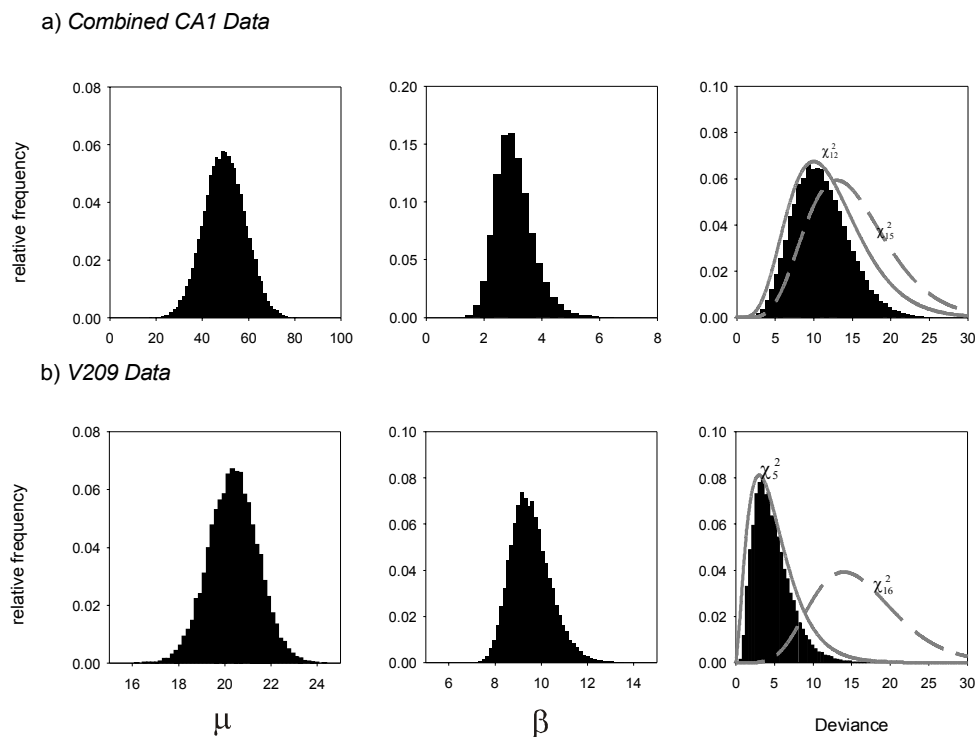 a) Combined CA1 Data
relative frequency
0.08
0.06
0.04
0.02
0.00
0 20 40 60 80 100
0.20
0.15
0.10
0.05
0.00
0 2 4 6 8
0.10
0.08
0.06
0.04
0.02
0.00
0 5 10 15 20 25 30
χ²₁₂
χ²₁₅
b) V209 Data
relative frequency
0.08
0.06
0.04
0.02
0.00
16 18 20 22 24
μ
0.10
0.08
0.06
0.04
0.02
0.00
6 8 10 12 14
β
0.10
0.08
0.06
0.04
0.02
0.00
0 5 10 15 20 25 30
χ²₅
χ²₁₆
Deviance